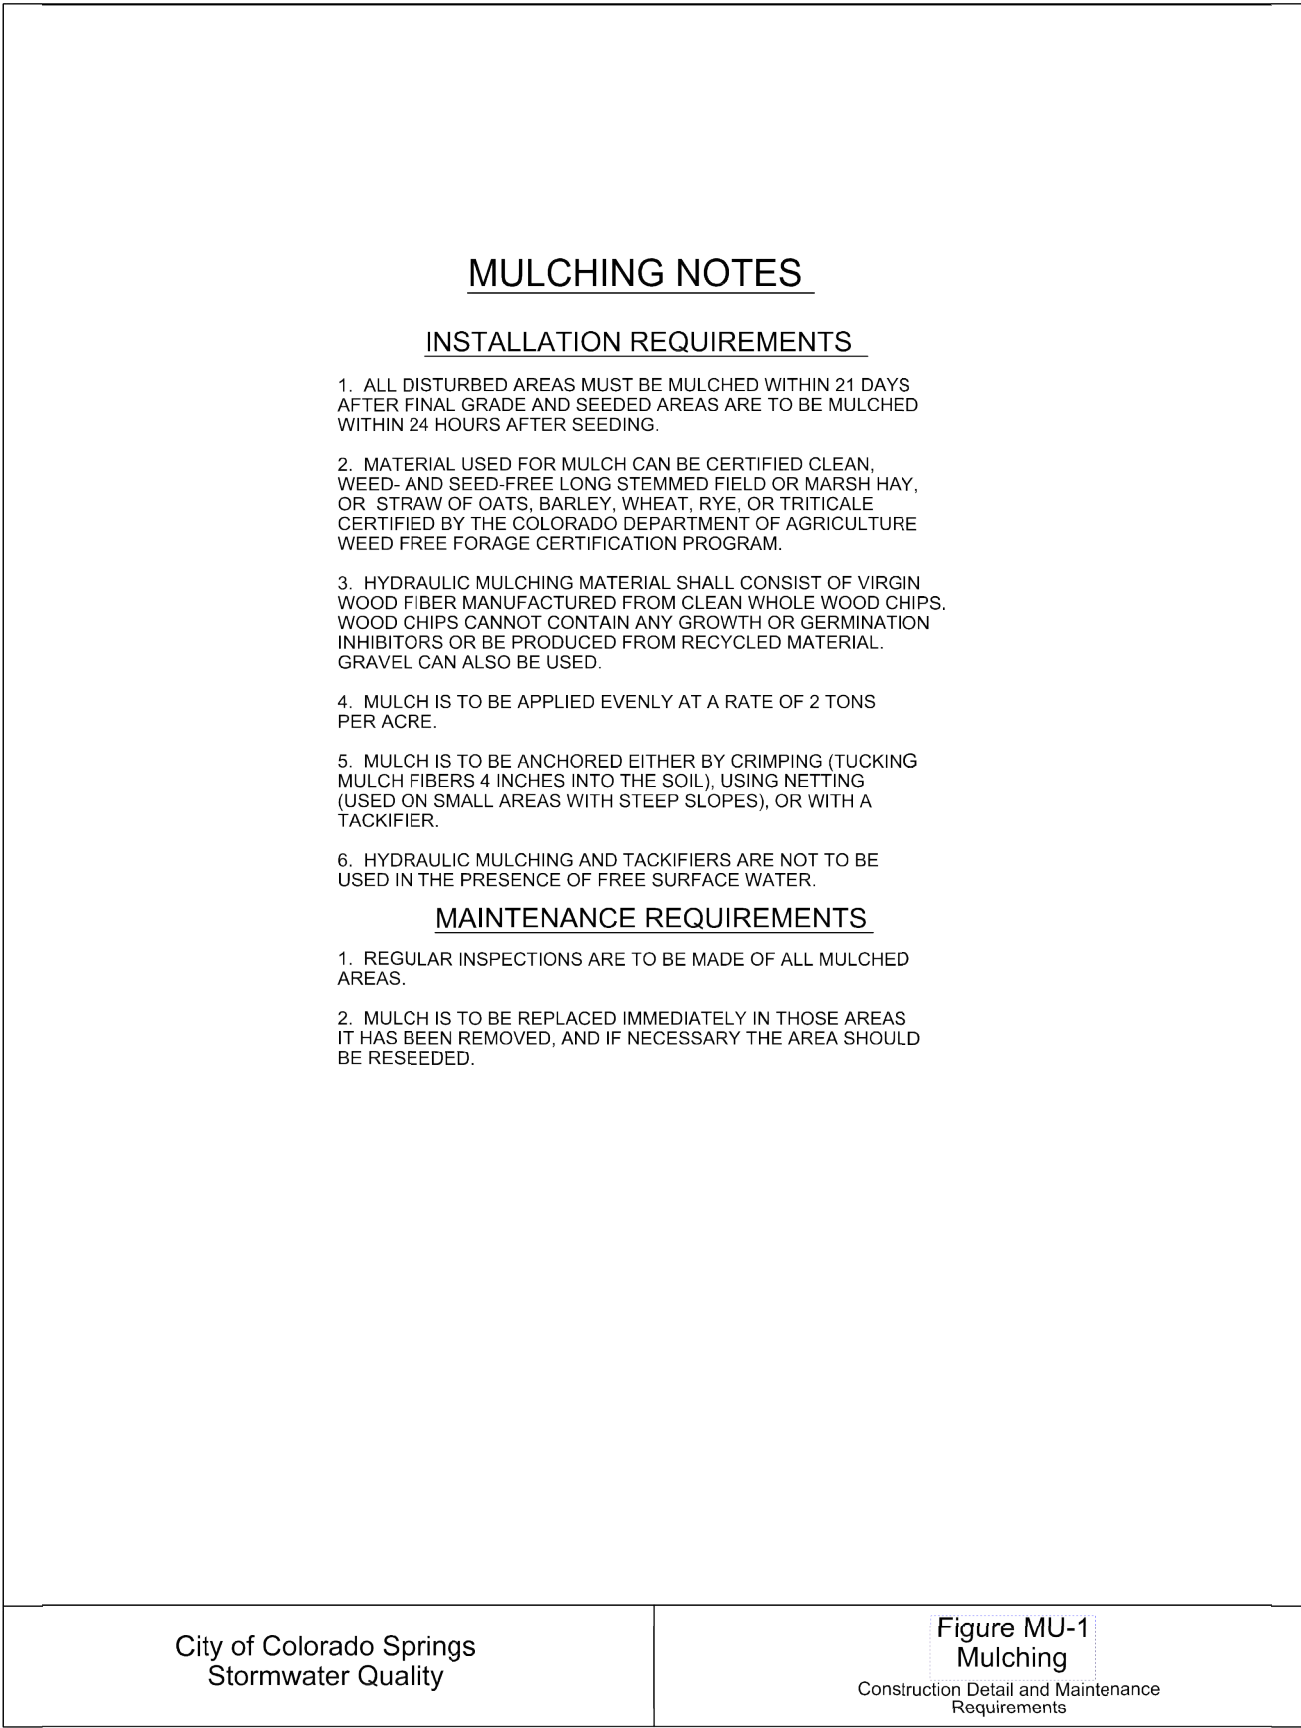 MULCHING NOTES
INSTALLATION REQUIREMENTS
1. ALL DISTURBED AREAS MUST BE MULCHED WITHIN 21 DAYS
AFTER FINAL GRADE AND SEEDED AREAS ARE TO BE MULCHED
WITHIN 24 HOURS AFTER SEEDING.
2. MATERIAL USED FOR MULCH CAN BE CERTIFIED CLEAN,
WEED- AND SEED-FREE LONG STEMMED FIELD OR MARSH HAY,
OR STRAW OF OATS, BARLEY, WHEAT, RYE, OR TRITICALE
CERTIFIED BY THE COLORADO DEPARTMENT OF AGRICULTURE
WEED FREE FORAGE CERTIFICATION PROGRAM.
3. HYDRAULIC MULCHING MATERIAL SHALL CONSIST OF VIRGIN
WOOD FIBER MANUFACTURED FROM CLEAN WHOLE WOOD CHIPS.
WOOD CHIPS CANNOT CONTAIN ANY GROWTH OR GERMINATION
INHIBITORS OR BE PRODUCED FROM RECYCLED MATERIAL.
GRAVEL CAN ALSO BE USED.
4. MULCH IS TO BE APPLIED EVENLY AT A RATE OF 2 TONS
PER ACRE.
5. MULCH IS TO BE ANCHORED EITHER BY CRIMPING (TUCKING
MULCH FIBERS 4 INCHES INTO THE SOIL), USING NETTING
(USED ON SMALL AREAS WITH STEEP SLOPES), OR WITH A
TACKIFIER.
6. HYDRAULIC MULCHING AND TACKIFIERS ARE NOT TO BE
USED IN THE PRESENCE OF FREE SURFACE WATER.
MAINTENANCE REQUIREMENTS
1. REGULAR INSPECTIONS ARE TO BE MADE OF ALL MULCHED
AREAS.
2. MULCH IS TO BE REPLACED IMMEDIATELY IN THOSE AREAS
IT HAS BEEN REMOVED, AND IF NECESSARY THE AREA SHOULD
BE RESEEDED.
City of Colorado Springs
Stormwater Quality
Figure MU-1
Mulching
Construction Detail and Maintenance
Requirements